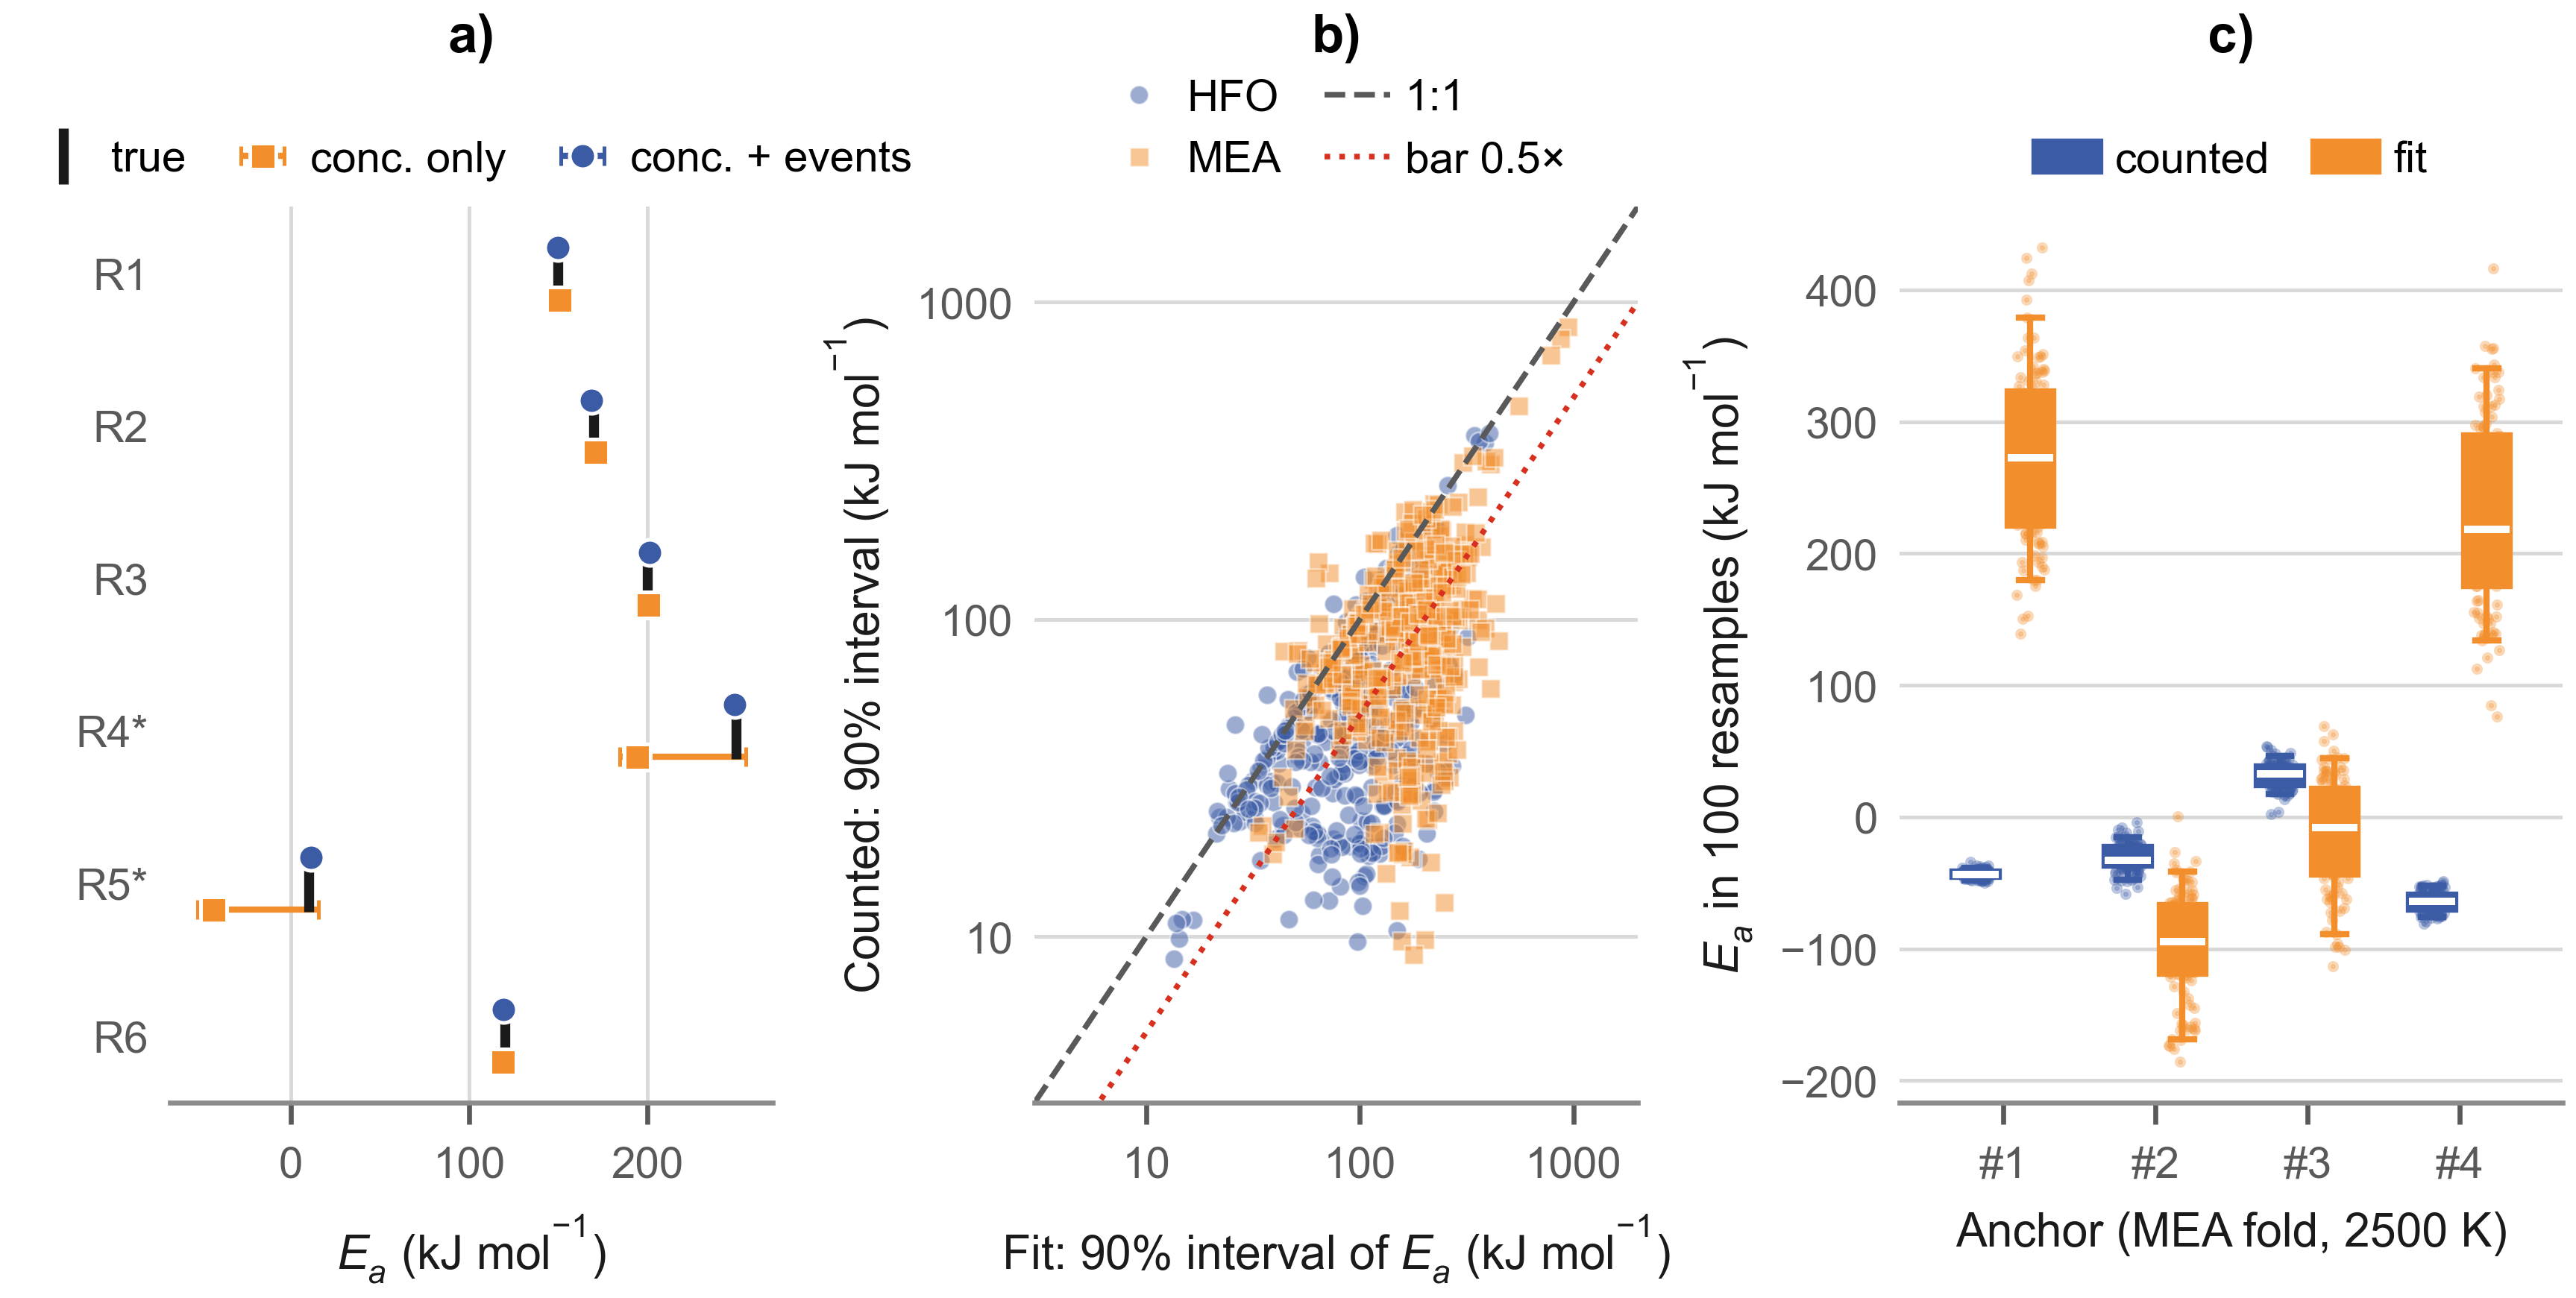 a)
true conc. only conc. + events
R1
R2
R3
R4*
R5*
R6
0 100 200
Eₐ (kJ mol⁻¹)
b)
HFO 1:1
MEA bar 0.5×
Counted: 90% interval (kJ mol⁻¹)
1000
100
10
10 100 1000
Fit: 90% interval of Eₐ (kJ mol⁻¹)
c)
counted fit
Eₐ in 100 resamples (kJ mol⁻¹)
400
300
200
100
0
−100
−200
#1 #2 #3 #4
Anchor (MEA fold, 2500 K)